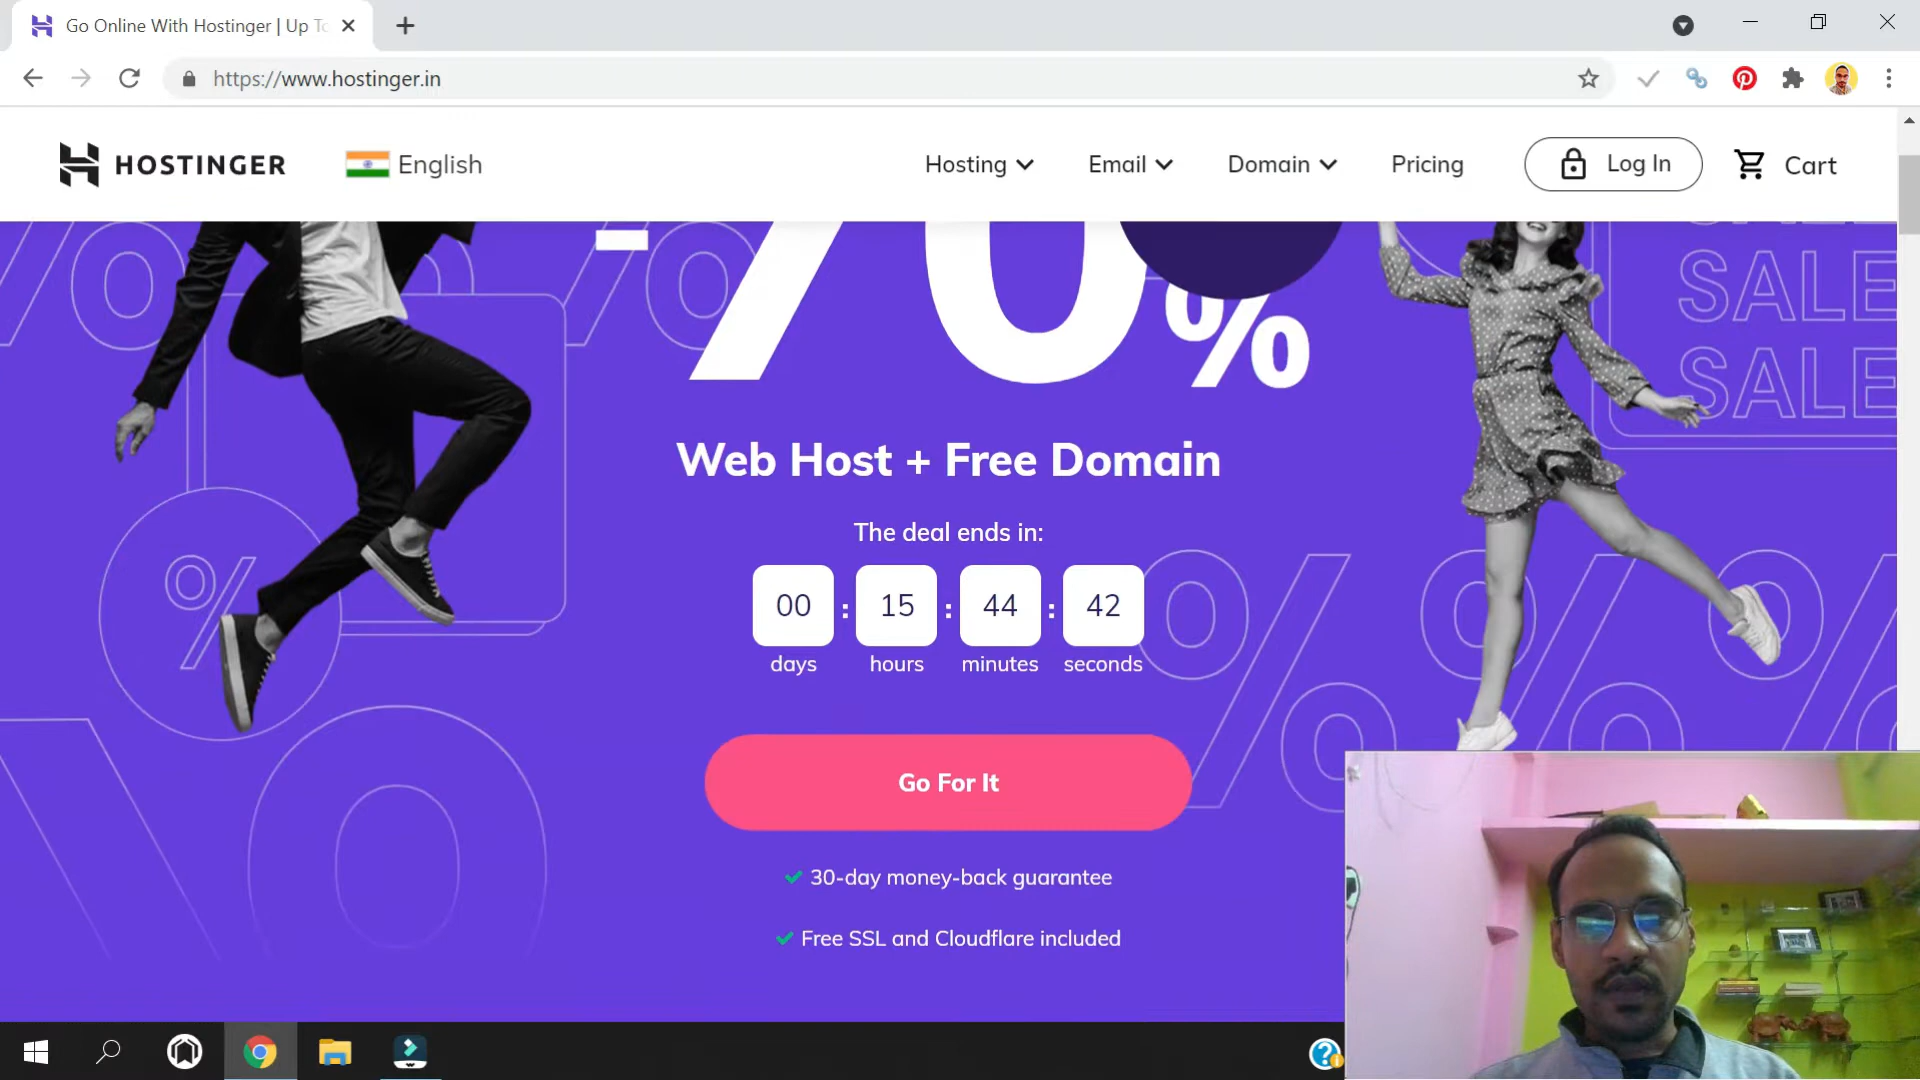 Go Online With Hostinger | Up To
https://www.hostinger.in
HOSTINGER
English
Hosting
Email
Domain
Pricing
Log In
Cart
-70%
SALE
SALE
Web Host + Free Domain
The deal ends in:
00 : 15 : 44 : 42
days hours minutes seconds
Go For It
30-day money-back guarantee
Free SSL and Cloudflare included